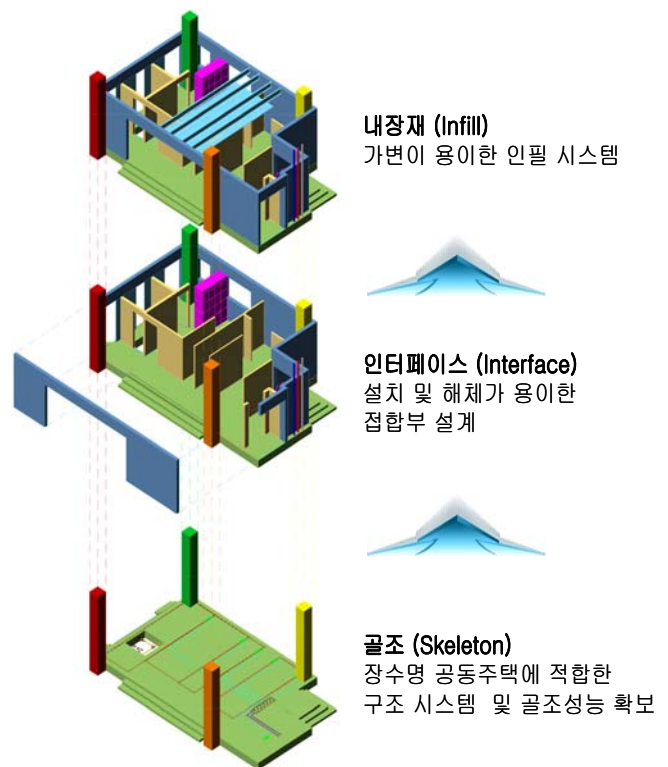 내장재 (Infill)
가변이 용이한 인필 시스템
인터페이스 (Interface)
설치 및 해체가 용이한
접합부 설계
골조 (Skeleton)
장수명 공동주택에 적합한
구조 시스템 및 골조성능 확보